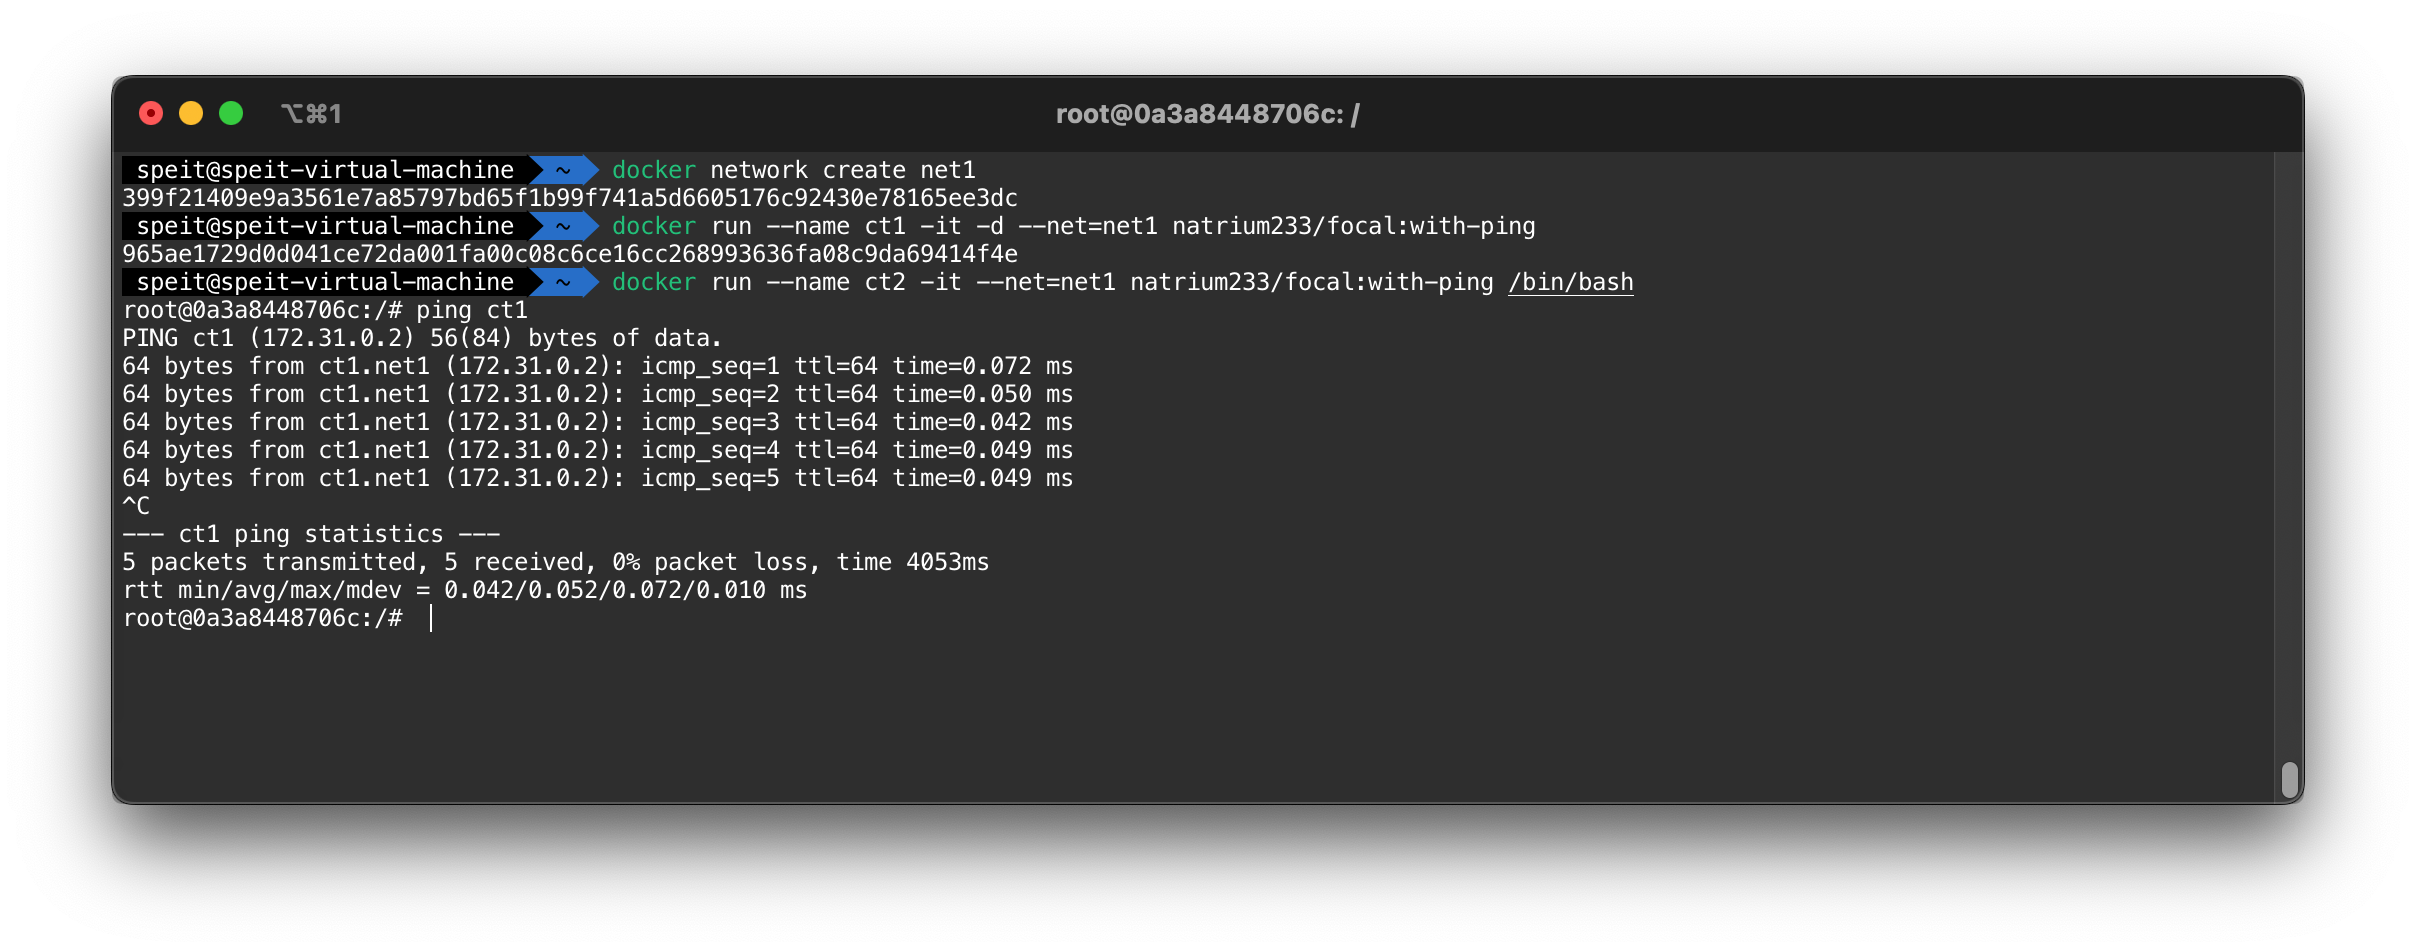 ⌥⌘1
root@0a3a8448706c: /
speit@speit-virtual-machine ~ docker network create net1
399f21409e9a3561e7a85797bd65f1b99f741a5d6605176c92430e78165ee3dc
speit@speit-virtual-machine ~ docker run --name ct1 -it -d --net=net1 natrium233/focal:with-ping
965ae1729d0d041ce72da001fa00c08c6ce16cc268993636fa08c9da69414f4e
speit@speit-virtual-machine ~ docker run --name ct2 -it --net=net1 natrium233/focal:with-ping /bin/bash
root@0a3a8448706c:/# ping ct1
PING ct1 (172.31.0.2) 56(84) bytes of data.
64 bytes from ct1.net1 (172.31.0.2): icmp_seq=1 ttl=64 time=0.072 ms
64 bytes from ct1.net1 (172.31.0.2): icmp_seq=2 ttl=64 time=0.050 ms
64 bytes from ct1.net1 (172.31.0.2): icmp_seq=3 ttl=64 time=0.042 ms
64 bytes from ct1.net1 (172.31.0.2): icmp_seq=4 ttl=64 time=0.049 ms
64 bytes from ct1.net1 (172.31.0.2): icmp_seq=5 ttl=64 time=0.049 ms
^C
--- ct1 ping statistics ---
5 packets transmitted, 5 received, 0% packet loss, time 4053ms
rtt min/avg/max/mdev = 0.042/0.052/0.072/0.010 ms
root@0a3a8448706c:/#